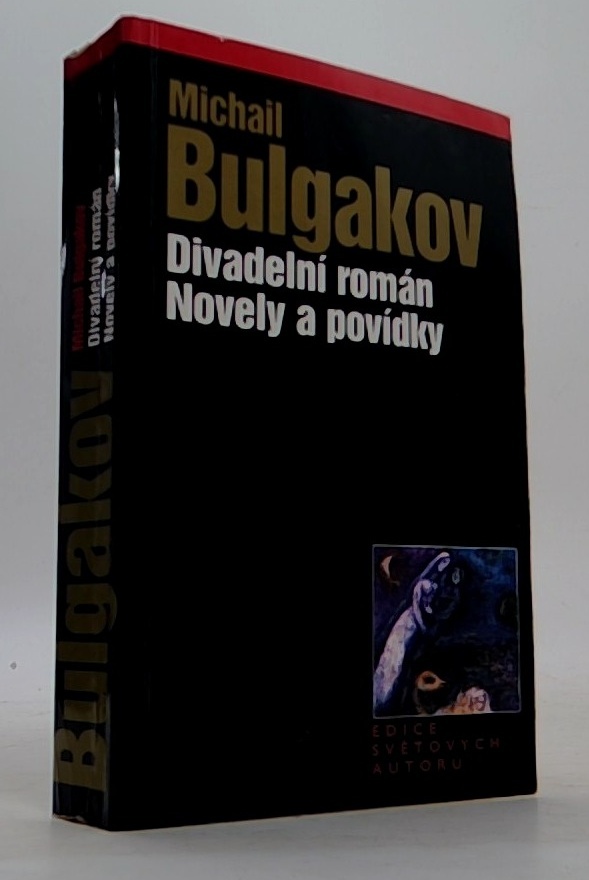 Michail
Bulgakov
Divadelní román
Novely a povídky
EDICE
SVĚTOVÝCH
AUTORŮ
Michail Bulgakov
Divadelní román
Novely a povídky
Bulgakov